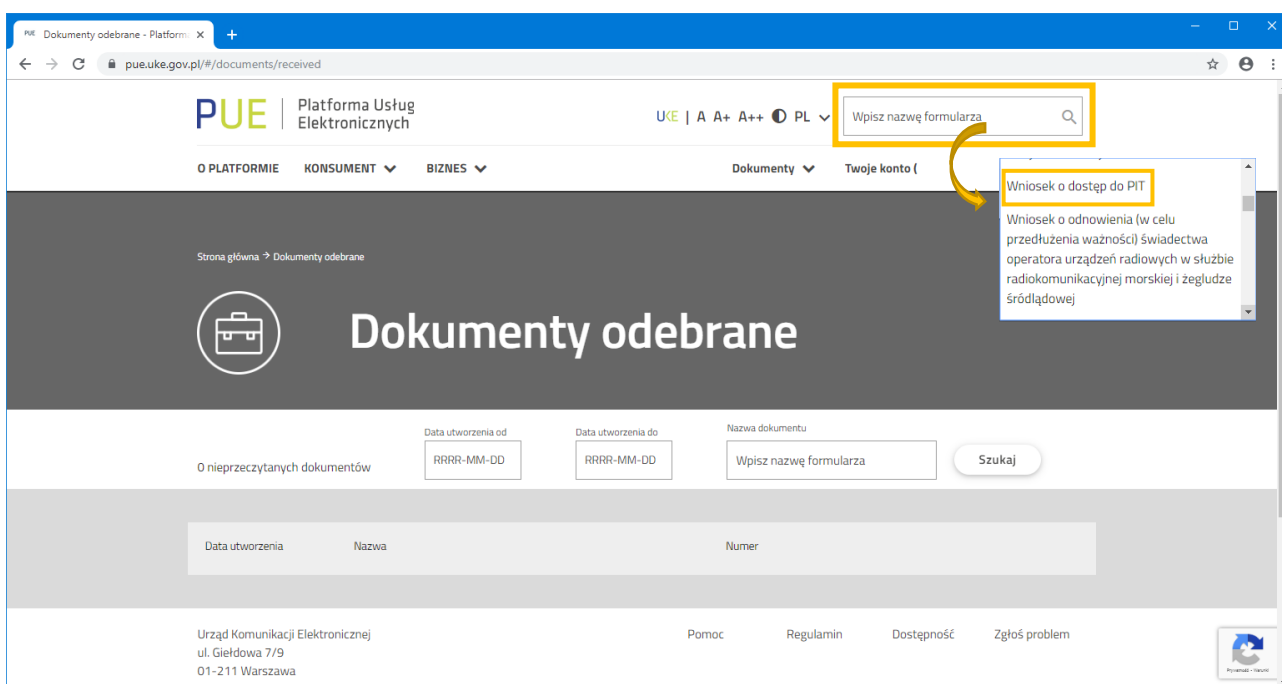 PUE Dokumenty odebrane - Platform
pue.uke.gov.pl/#/documents/received
PUE | Platforma Usług Elektronicznych
UKE | A A+ A++ PL
Wpisz nazwę formularza
O PLATFORMIE KONSUMENT BIZNES Dokumenty Twoje konto (
Wniosek o dostęp do PIT
Wniosek o odnowienia (w celu
przedłużenia ważności) świadectwa
operatora urządzeń radiowych w służbie
radiokomunikacyjnej morskiej i żegludze
śródlądowej
Strona główna → Dokumenty odebrane
Dokumenty odebrane
Data utworzenia od Data utworzenia do Nazwa dokumentu
0 nieprzeczytanych dokumentów RRRR-MM-DD RRRR-MM-DD Wpisz nazwę formularza Szukaj
Data utworzenia Nazwa Numer
Urząd Komunikacji Elektronicznej Pomoc Regulamin Dostępność Zgłoś problem
ul. Giełdowa 7/9
01-211 Warszawa
Prywatność - Warunki